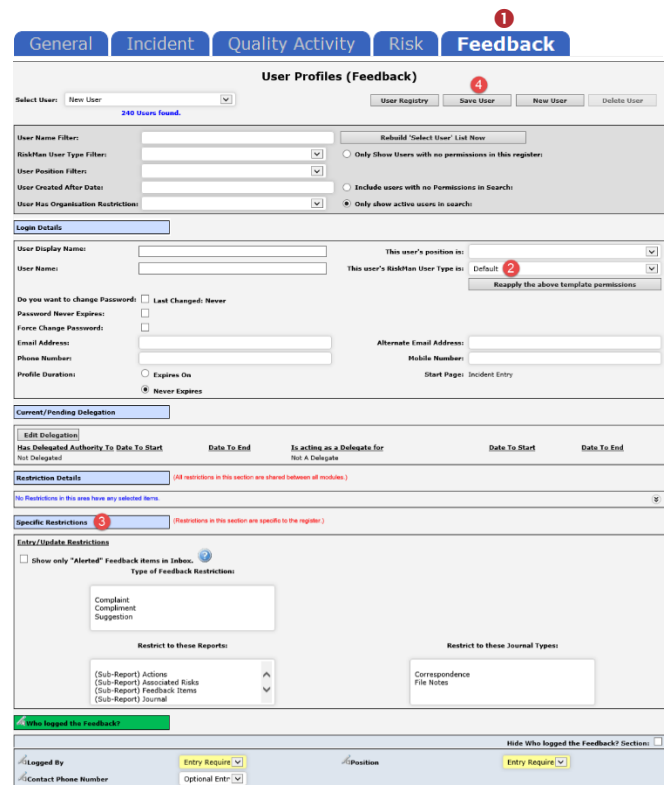 1
General Incident Quality Activity Risk Feedback
User Profiles (Feedback)
4
Select User: New User User Registry Save User New User Delete User
240 Users found.
User Name Filter: Rebuild 'Select User' List Now
RiskMan User Type Filter: Only Show Users with no permissions in this register:
User Position Filter:
User Created After Date: Include users with no Permissions in Search:
User Has Organisation Restriction: Only show active users in search:
Login Details
User Display Name: This user's position is:
User Name: This user's RiskMan User Type is: Default 2
Reapply the above template permissions
Do you want to change Password: Last Changed: Never
Password Never Expires:
Force Change Password:
Email Address: Alternate Email Address:
Phone Number: Mobile Number:
Profile Duration: Expires On Start Page: Incident Entry
Never Expires
Current/Pending Delegation
Edit Delegation
Has Delegated Authority To Date To Start Date To End Is acting as a Delegate for Date To Start Date To End
Not Delegated Not A Delegate
Restriction Details (All restrictions in this section are shared between all modules.)
No Restrictions in this area have any selected items.
Specific Restrictions 3 (Restrictions in this section are specific to the register.)
Entry/Update Restrictions
Show only "Alerted" Feedback items in Inbox. ?
Type of Feedback Restriction:
Complaint
Compliment
Suggestion
Restrict to these Reports: Restrict to these Journal Types:
(Sub-Report) Actions Correspondence
(Sub-Report) Associated Risks File Notes
(Sub-Report) Feedback Items
(Sub-Report) Journal
Who logged the Feedback?
Hide Who logged the Feedback? Section:
Logged By Entry Require Position Entry Require
Contact Phone Number Optional Entr